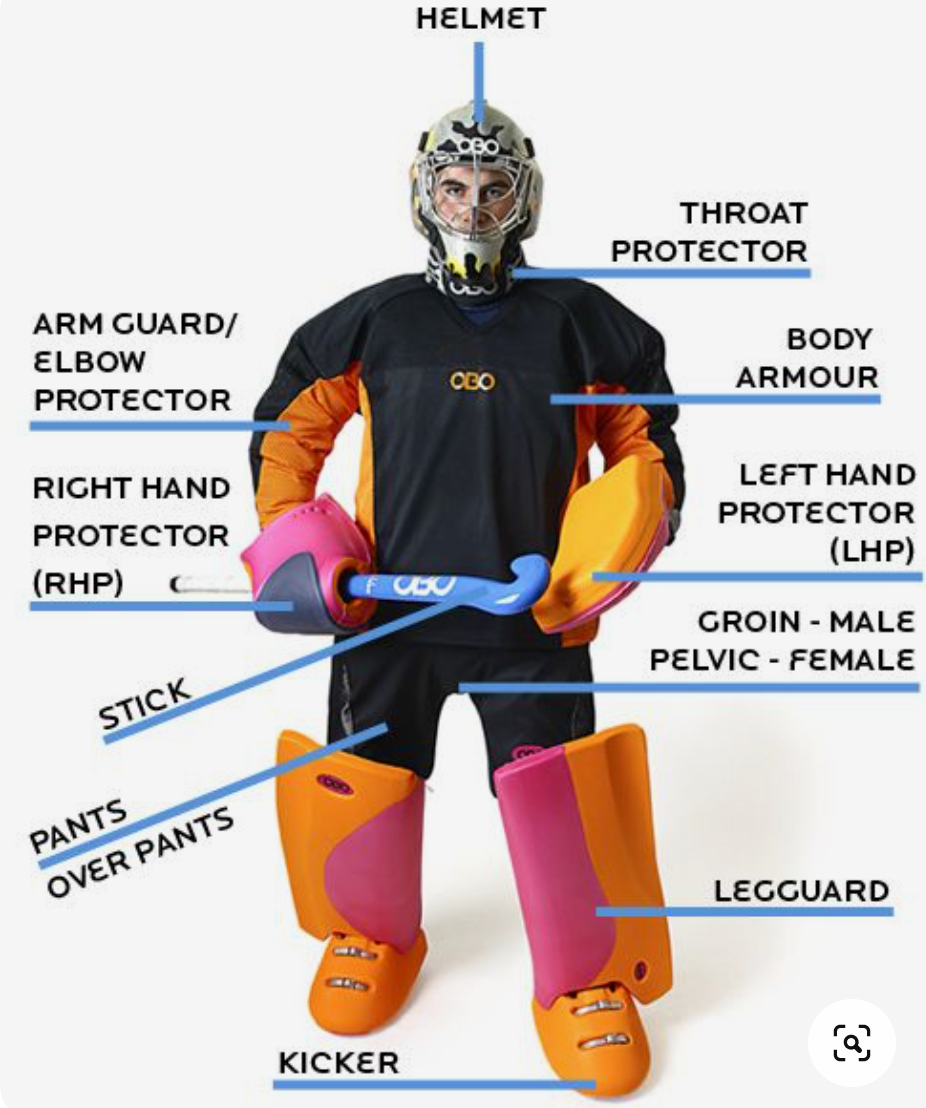 HELMET
THROAT
PROTECTOR
ARM GUARD/
ELBOW
PROTECTOR
BODY
ARMOUR
RIGHT HAND
PROTECTOR
(RHP)
LEFT HAND
PROTECTOR
(LHP)
GROIN - MALE
PELVIC - FEMALE
STICK
PANTS
OVER PANTS
LEGGUARD
KICKER
OBO
OBO
OBO
OBO
OBO